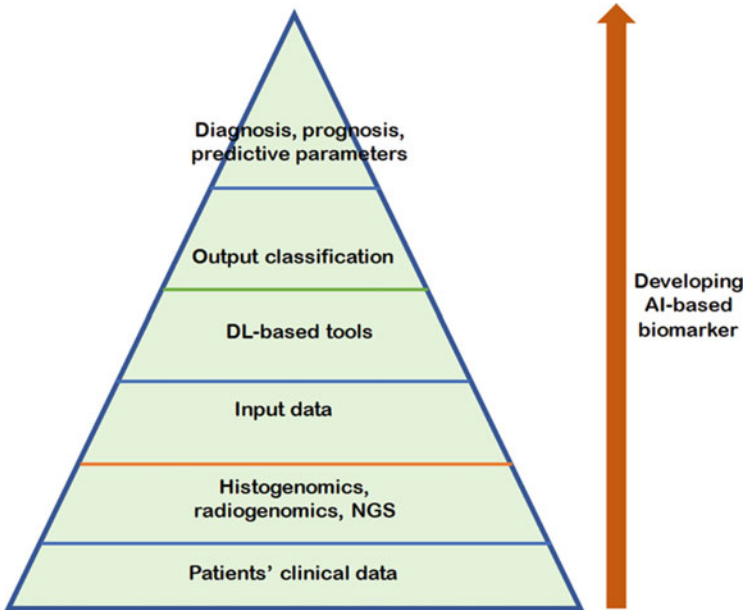 Diagnosis, prognosis,
predictive parameters
Output classification
DL-based tools
Input data
Histogenomics,
radiogenomics, NGS
Patients’ clinical data
Developing
AI-based
biomarker